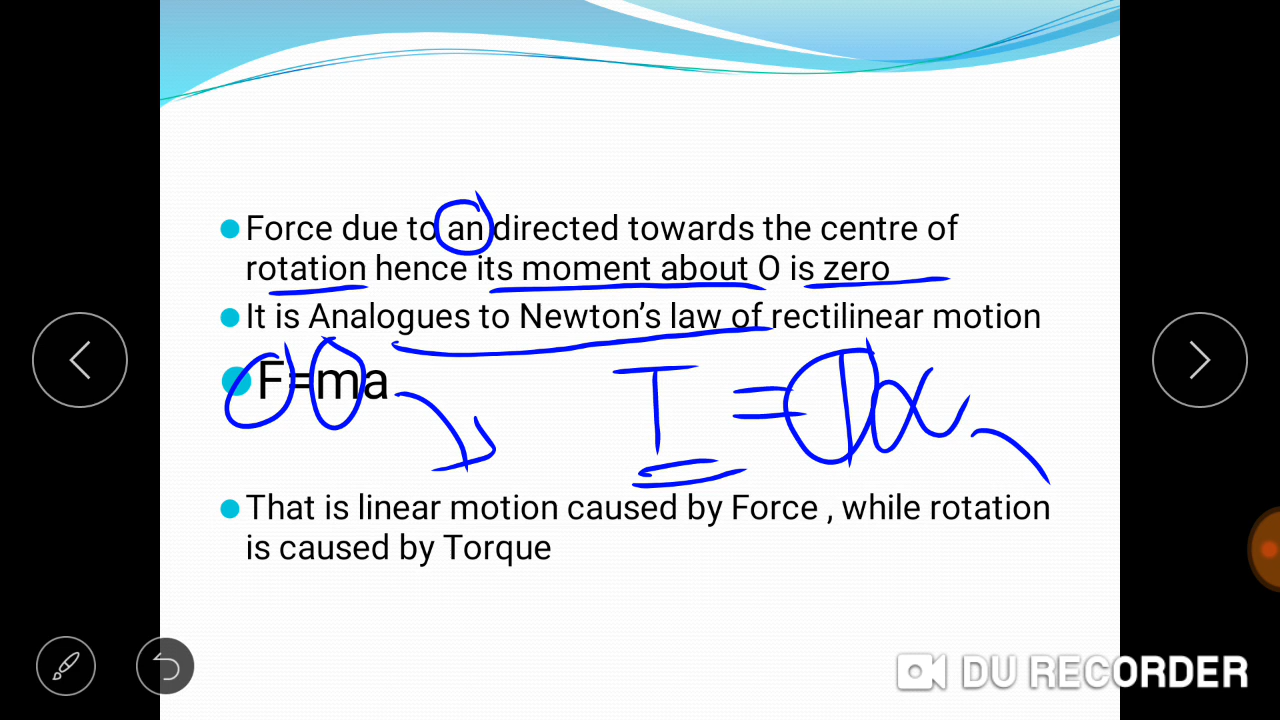 Force due to an directed towards the centre of
rotation hence its moment about O is zero
It is Analogues to Newton's law of rectilinear motion
F=ma
T = Iα
That is linear motion caused by Force , while rotation
is caused by Torque
DU RECORDER